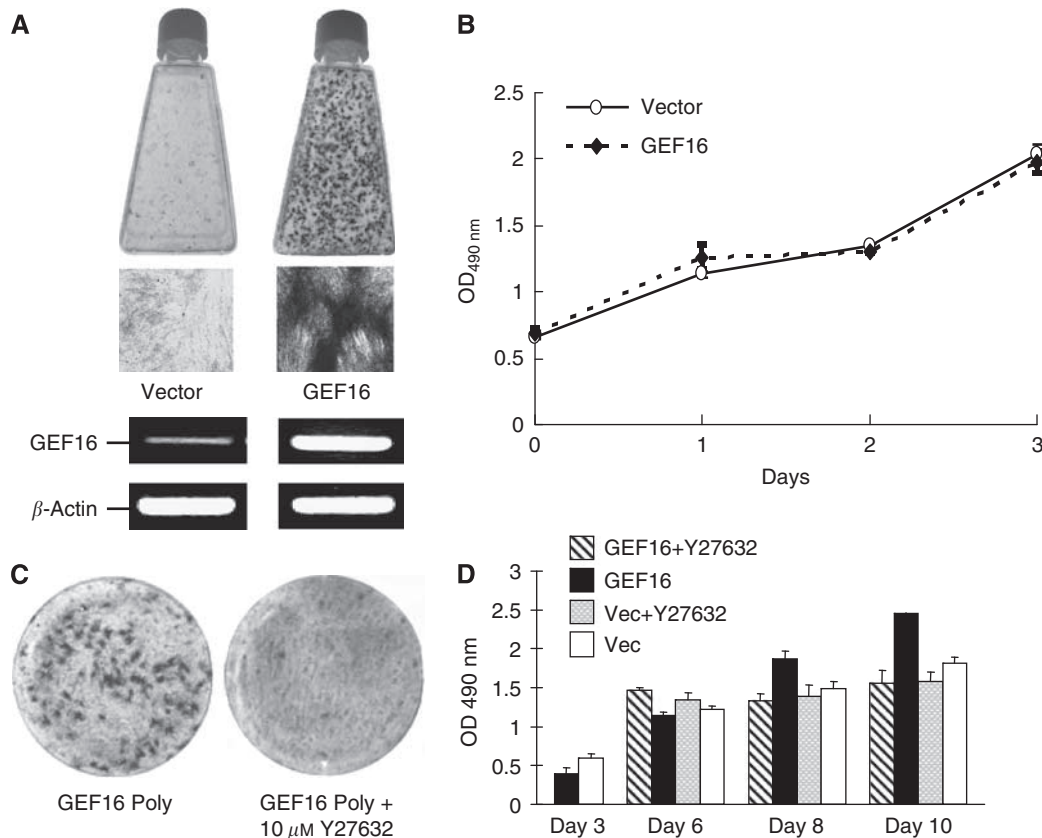 A
Vector
GEF16
GEF16
β-Actin
B
2.5
2
1.5
1
0.5
0
OD490 nm
Vector
GEF16
0
1
2
3
Days
C
GEF16 Poly
GEF16 Poly +
10 μM Y27632
D
GEF16+Y27632
GEF16
Vec+Y27632
Vec
3
2.5
2
1.5
1
0.5
0
OD 490 nm
Day 3
Day 6
Day 8
Day 10